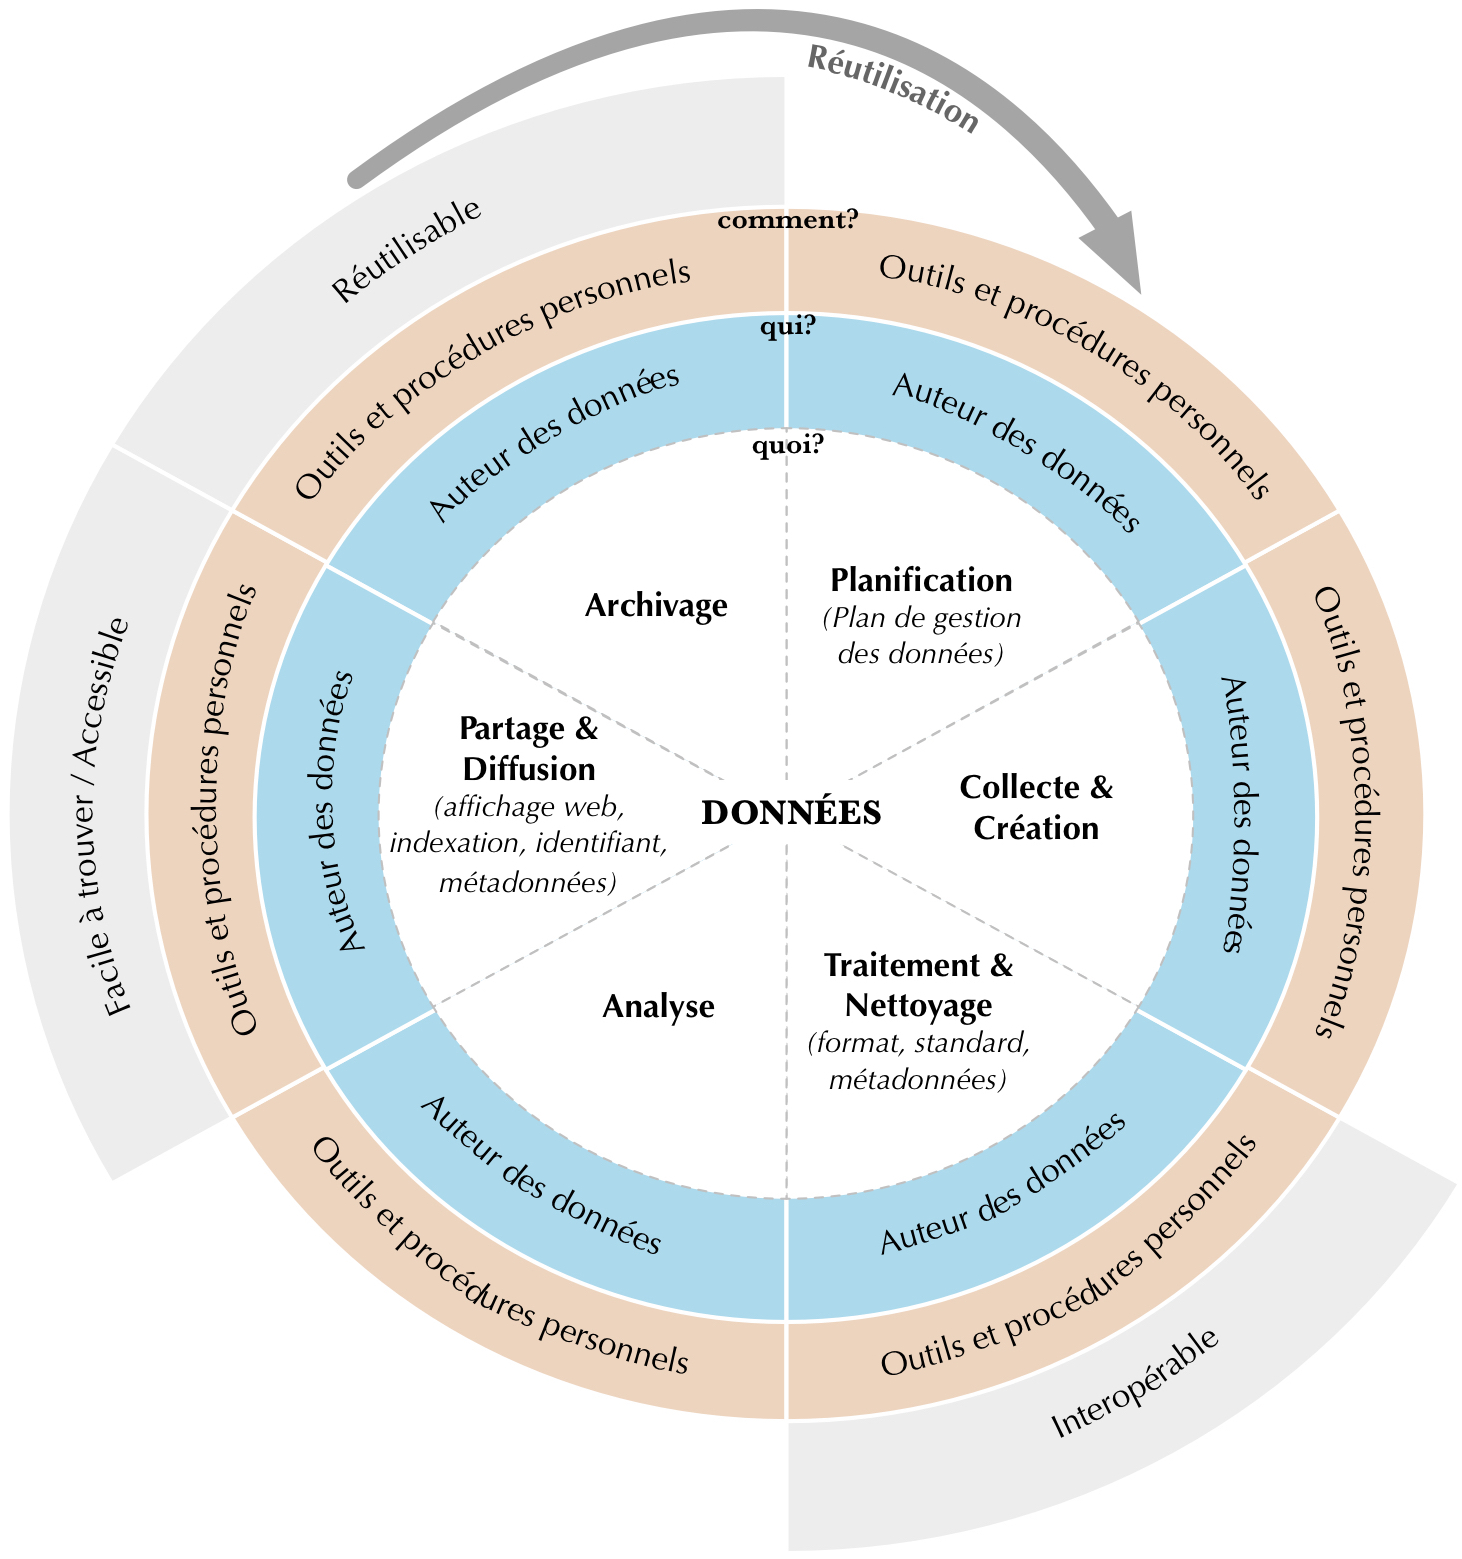 Réutilisation
Réutilisable
comment?
Outils et procédures personnels
Outils et procédures personnels
qui?
Auteur des données
Auteur des données
quoi?
Archivage
Planification
(Plan de gestion
des données)
Facile à trouver / Accessible
Outils et procédures personnels
Auteur des données
Partage &
Diffusion
(affichage web,
indexation, identifiant,
métadonnées)
DONNÉES
Collecte &
Création
Auteur des données
Outils et procédures personnels
Analyse
Traitement &
Nettoyage
(format, standard,
métadonnées)
Auteur des données
Auteur des données
Outils et procédures personnels
Outils et procédures personnels
Interopérable